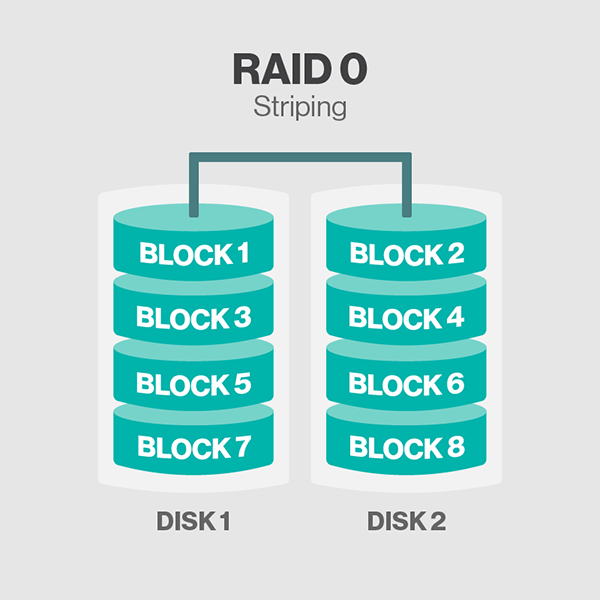 RAID 0
Striping
BLOCK 1
BLOCK 2
BLOCK 3
BLOCK 4
BLOCK 5
BLOCK 6
BLOCK 7
BLOCK 8
DISK 1
DISK 2